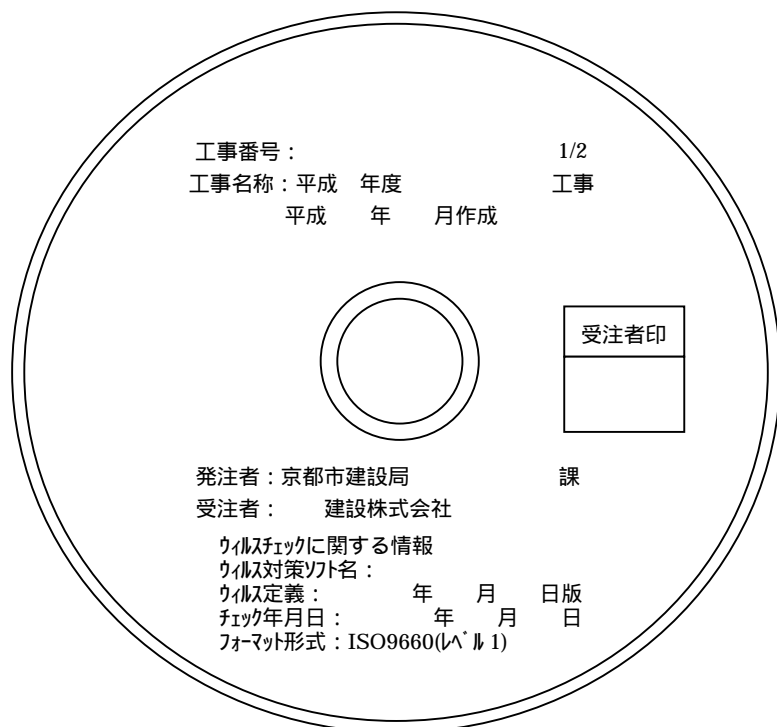 工事番号： 1/2
工事名称：平成　年度　　　　　工事
平成　　年　　月作成
受注者印
発注者：京都市建設局　　　　　課
受注者：　　建設株式会社
ｳｨﾙｽﾁｪｯｸに関する情報
ｳｨﾙｽ対策ｿﾌﾄ名：
ｳｨﾙｽ定義：　　　　年　　月　　日版
ﾁｪｯｸ年月日：　　　　年　　月　　日
ﾌｫｰﾏｯﾄ形式：ISO9660(ﾚﾍﾞﾙ 1)